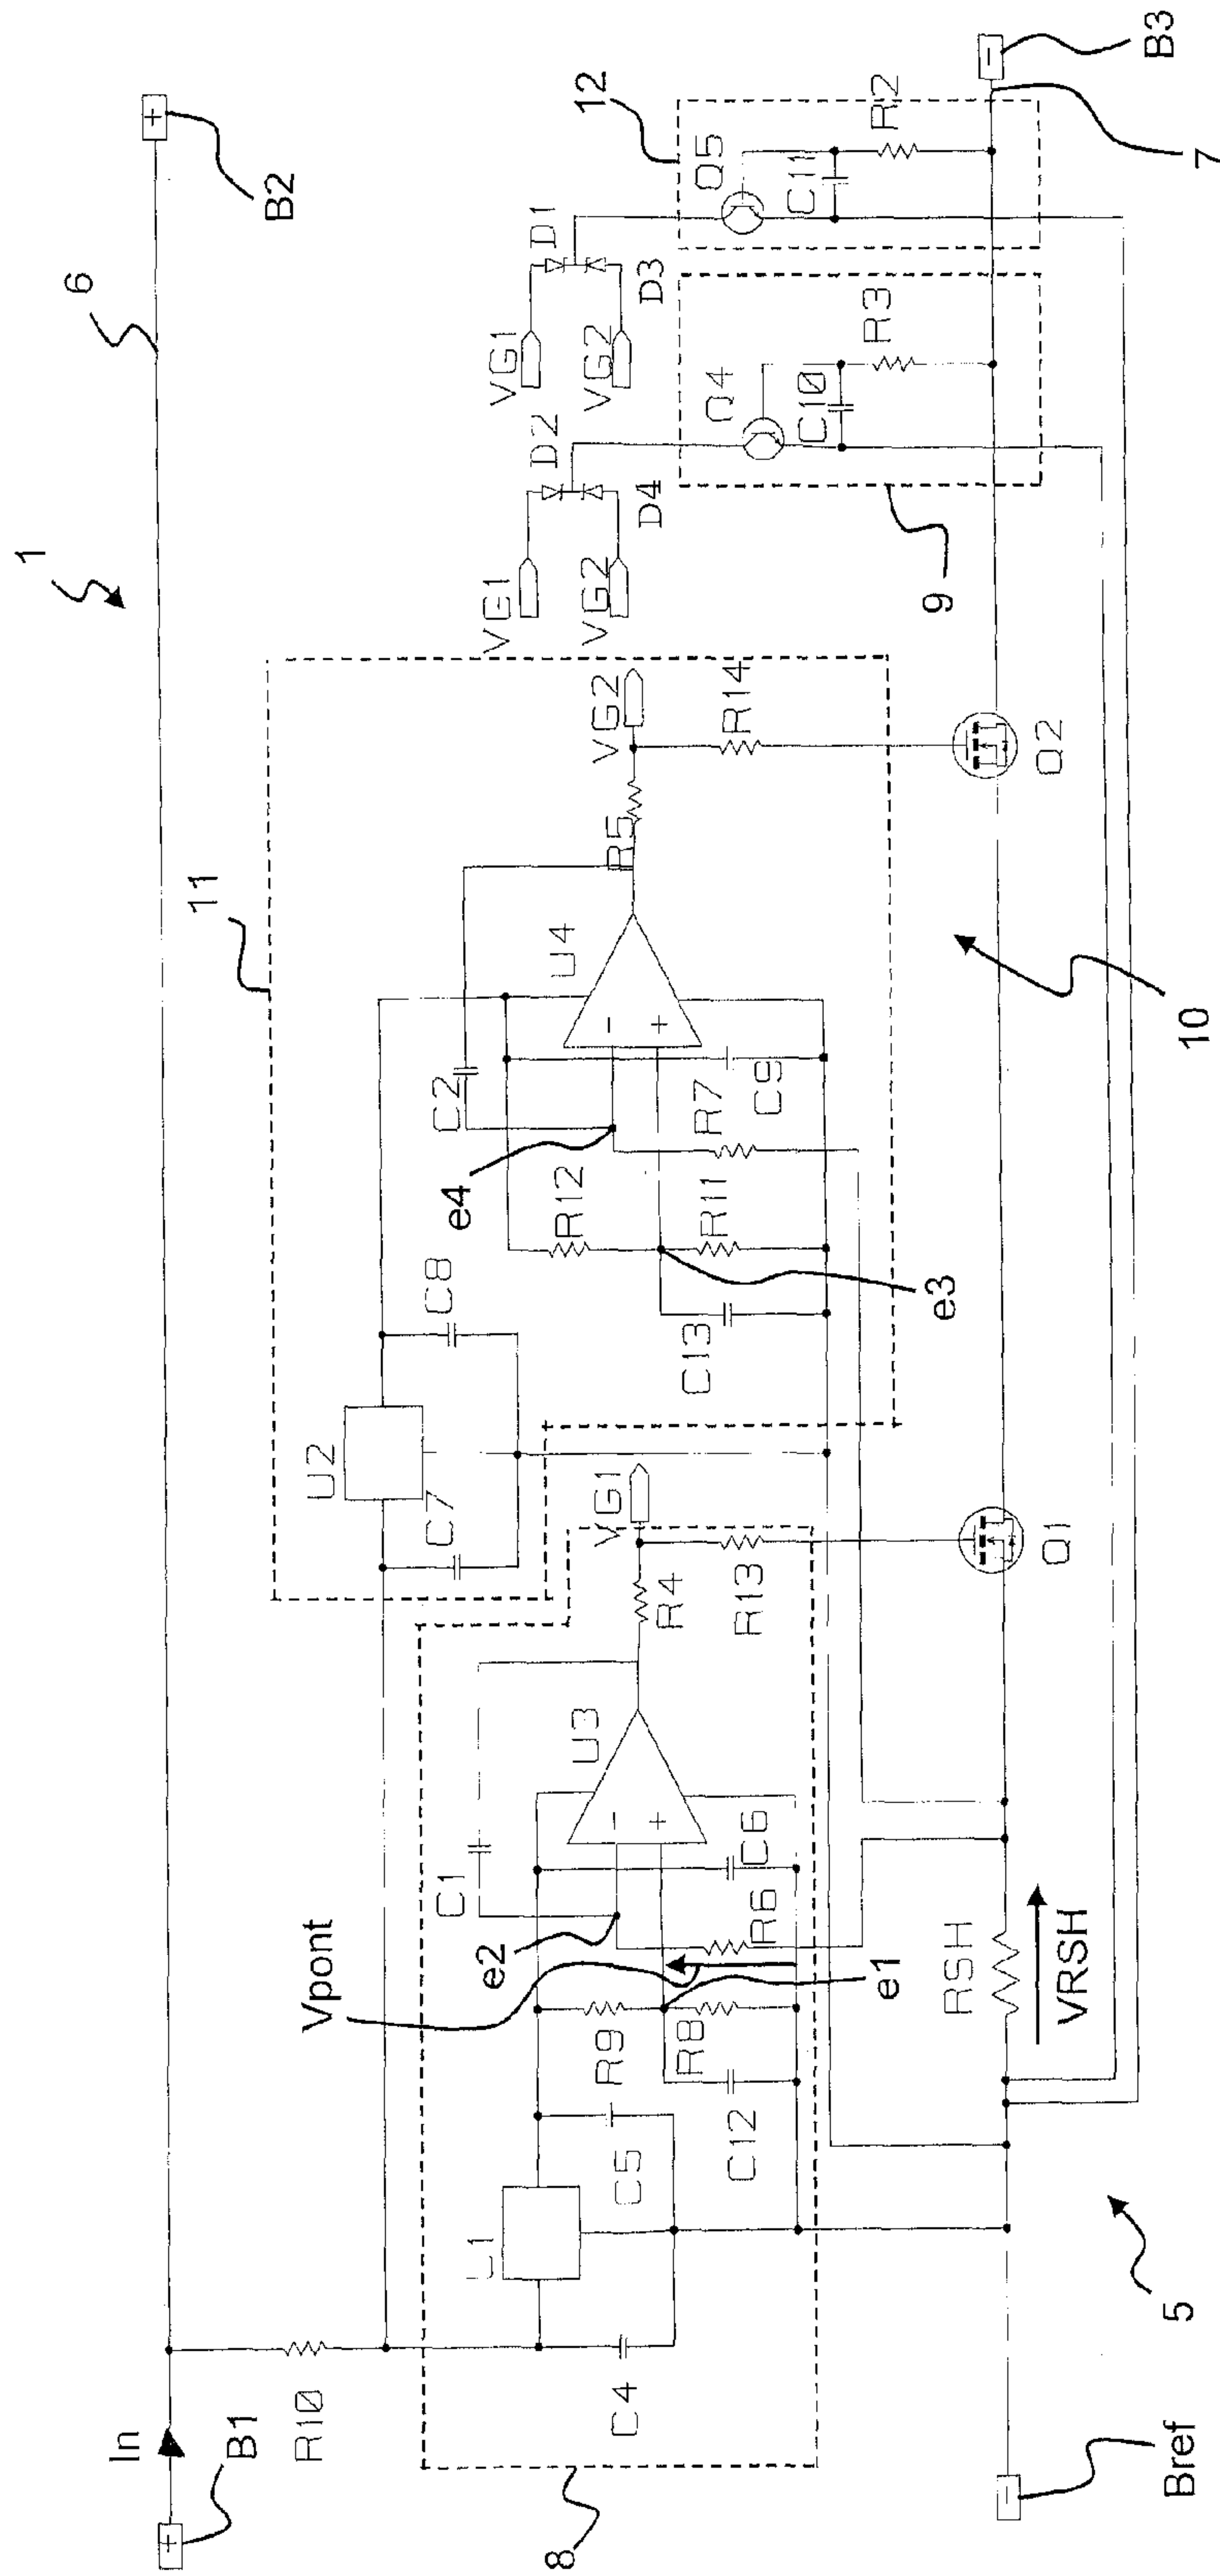 1
6
In
B1
B2
R10
11
U2
C7
C8
C2
U4
R5
VG2
R12
e4
R7
C9
R11
C13
e3
R14
VG1
D2
VG2
D4
VG1
D1
VG2
D3
12
Q5
C11
R2
Q4
C10
R3
9
B3
7
8
U1
C4
C5
Vpont
C1
e2
U3
R9
R8
C12
R6
C6
e1
R4
VG1
R13
Q1
Q2
10
RSH
VRSH
5
Bref
-
+
-
+
+
+
-
-